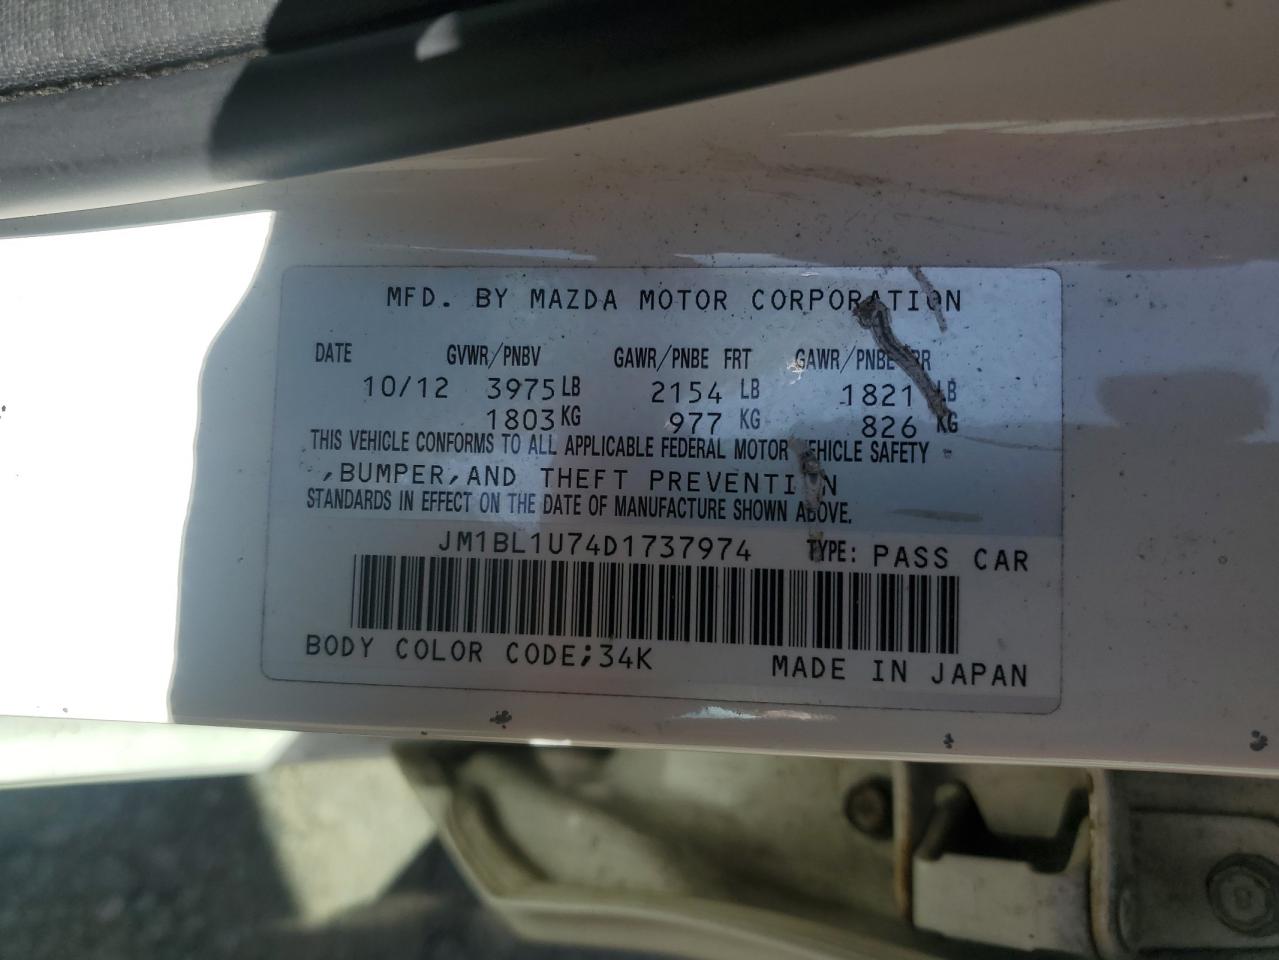 MFD. BY MAZDA MOTOR CORPORATION
DATE GVWR/PNBV GAWR/PNBE FRT GAWR/PNBE RR
10/12 3975 LB 2154 LB 1821 LB
1803 KG 977 KG 826 KG
THIS VEHICLE CONFORMS TO ALL APPLICABLE FEDERAL MOTOR VEHICLE SAFETY
,BUMPER,AND THEFT PREVENTION
STANDARDS IN EFFECT ON THE DATE OF MANUFACTURE SHOWN ABOVE.
JM1BL1U74D1737974 TYPE: PASS CAR
BODY COLOR CODE;34K MADE IN JAPAN